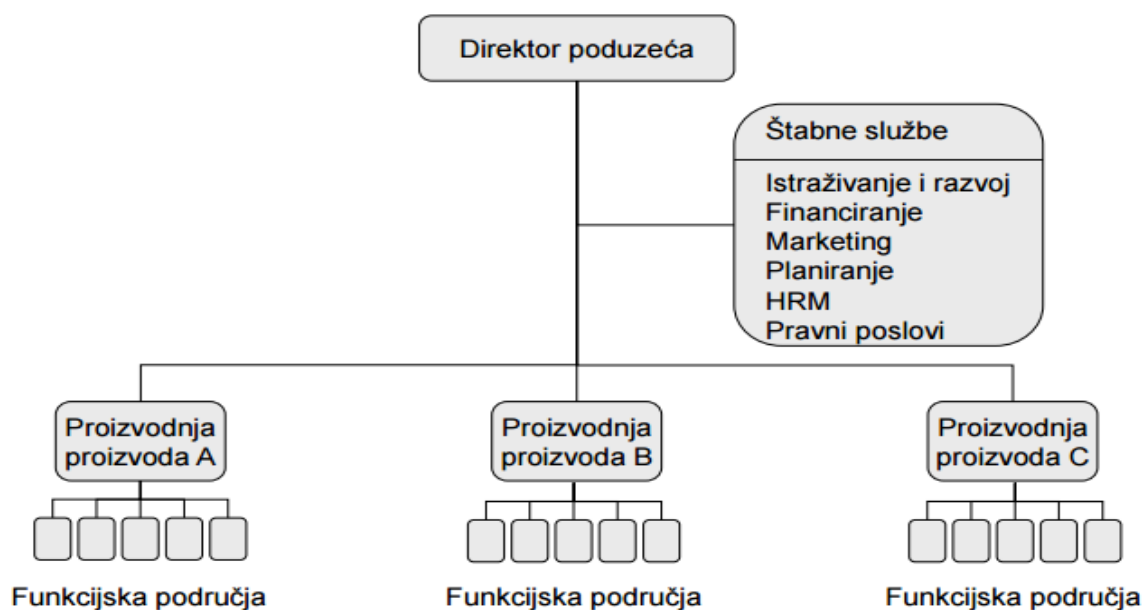 Direktor poduzeća
Štabne službe
Istraživanje i razvoj
Financiranje
Marketing
Planiranje
HRM
Pravni poslovi
Proizvodnja
proizvoda A
Proizvodnja
proizvoda B
Proizvodnja
proizvoda C
Funkcijska područja
Funkcijska područja
Funkcijska područja